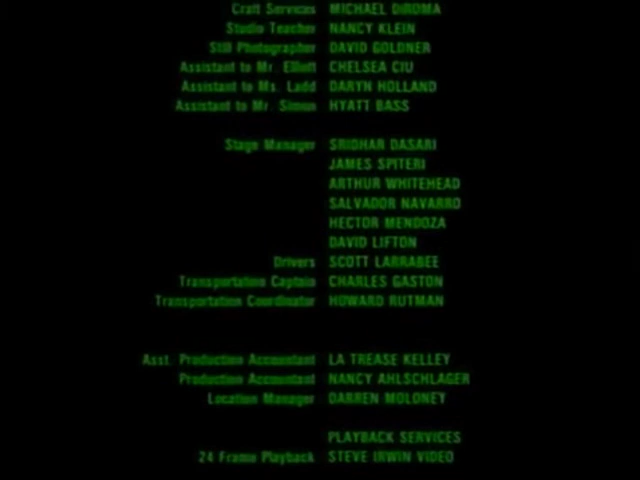 Craft Services MICHAEL DIROMA
Studio Teacher NANCY KLEIN
Still Photographer DAVID GOLDNER
Assistant to Mr. Elliott CHELSEA CIU
Assistant to Ms. Ladd DARYN HOLLAND
Assistant to Mr. Simon HYATT BASS
Stage Manager SRIDHAR DASARI
JAMES SPITERI
ARTHUR WHITEHEAD
SALVADOR NAVARRO
HECTOR MENDOZA
DAVID LIFTON
Drivers SCOTT LARRABEE
Transportation Captain CHARLES GASTON
Transportation Coordinator HOWARD RUTMAN
Asst. Production Accountant LA TREASE KELLEY
Production Accountant NANCY AHLSCHLAGER
Location Manager DARREN MOLONEY
PLAYBACK SERVICES
24 Frame Playback STEVE IRWIN VIDEO